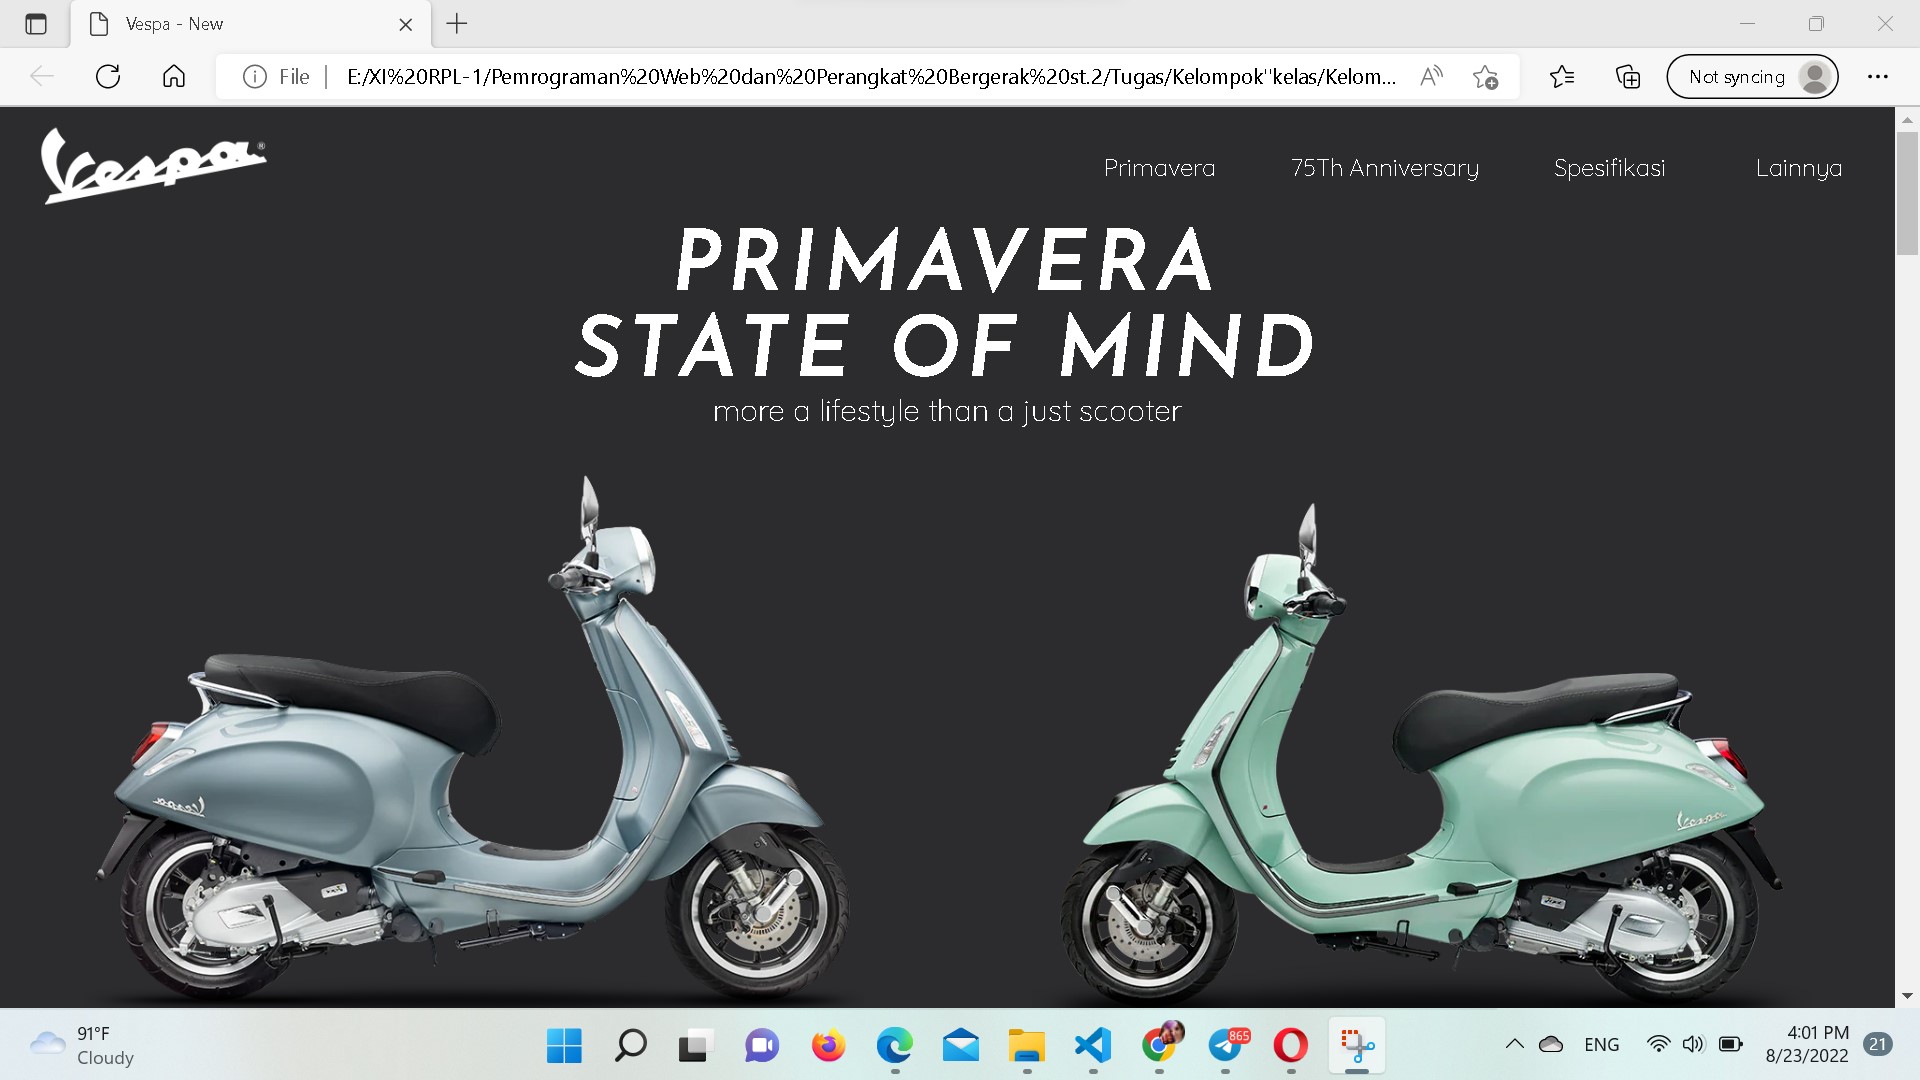 Vespa - New
File
E:/XI%20RPL-1/Pemrograman%20Web%20dan%20Perangkat%20Bergerak%20st.2/Tugas/Kelompok''kelas/Kelom...
Not syncing
Vespa®
Primavera
75Th Anniversary
Spesifikasi
Lainnya
PRIMAVERA
STATE OF MIND
more a lifestyle than a just scooter
Vespa
91°F
Cloudy
865
ENG
4:01 PM
8/23/2022
21